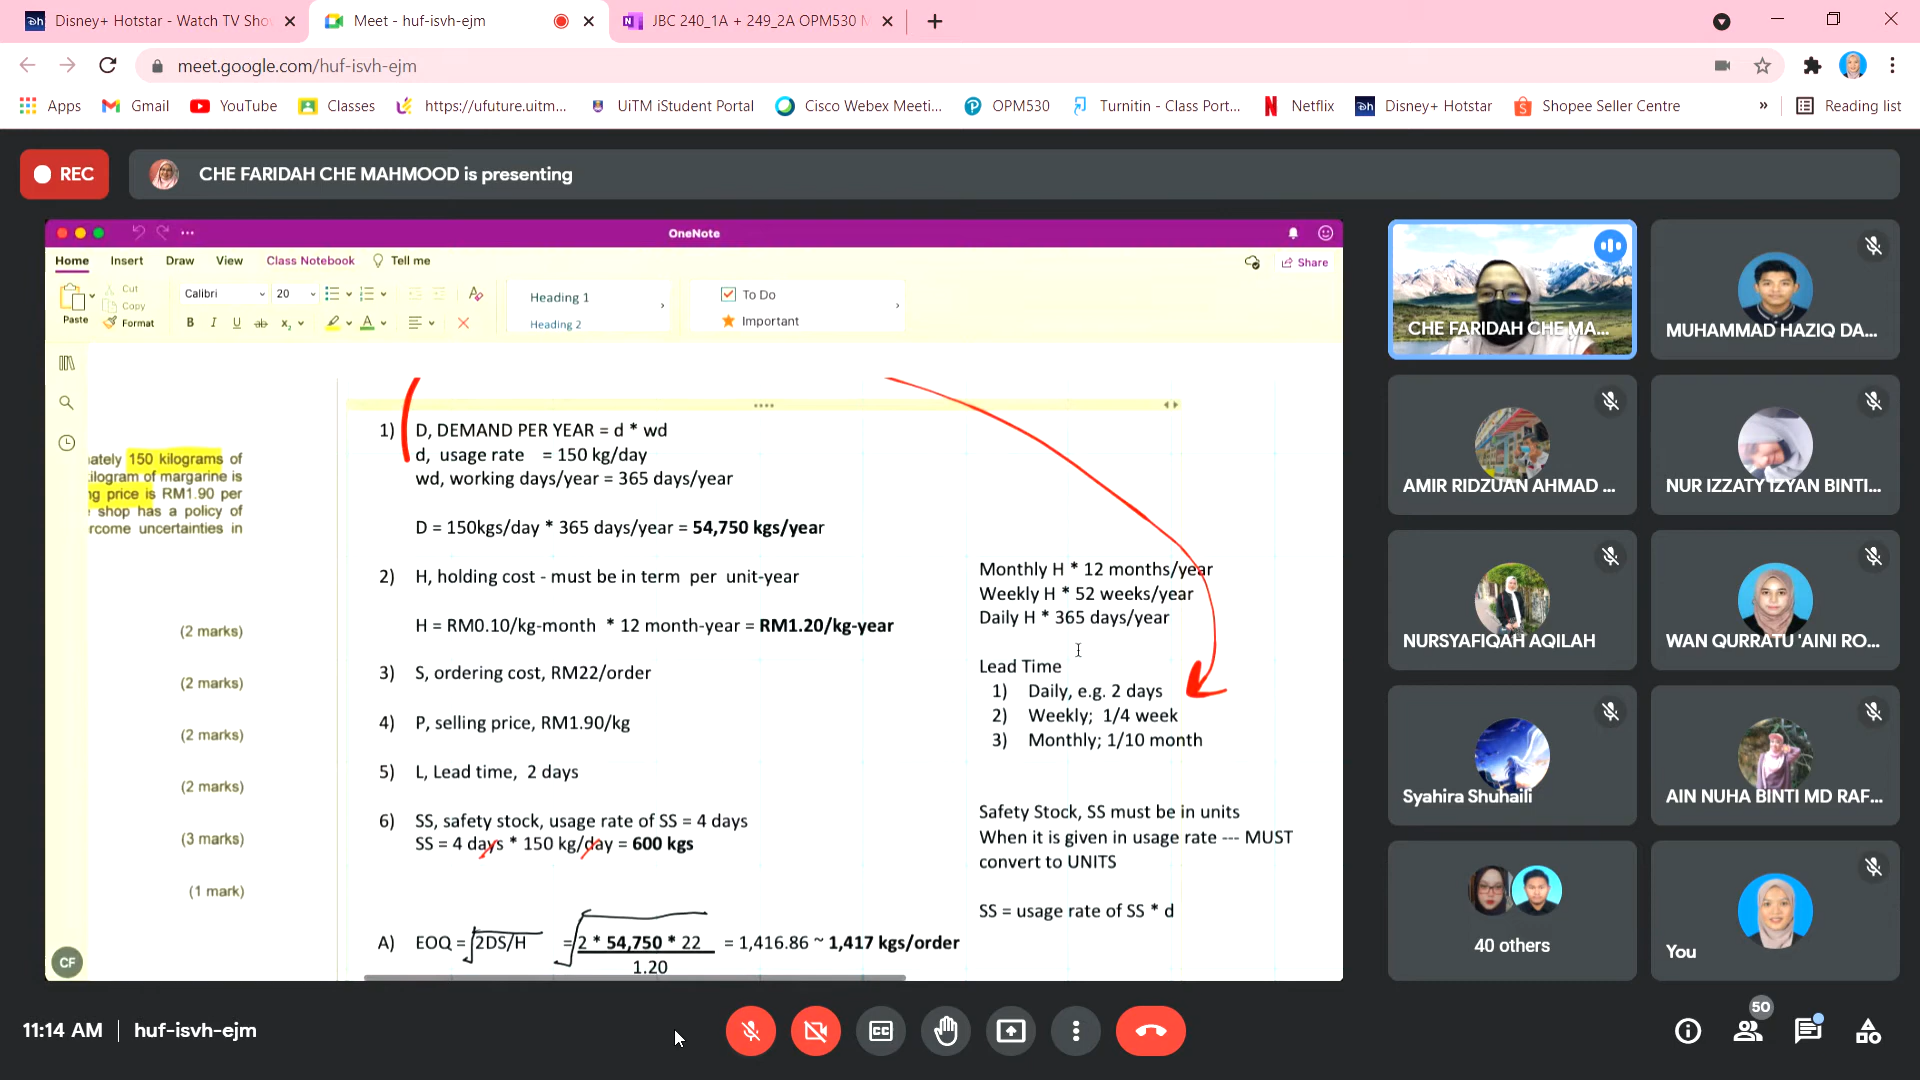 Disney+ Hotstar - Watch TV Sho
Meet - huf-isvh-ejm
JBC 240_1A + 249_2A OPM530 M
meet.google.com/huf-isvh-ejm
Apps
Gmail
YouTube
Classes
https://ufuture.uitm...
UiTM iStudent Portal
Cisco Webex Meeti...
OPM530
Turnitin - Class Port...
Netflix
Disney+ Hotstar
Shopee Seller Centre
»
Reading list
REC
CHE FARIDAH CHE MAHMOOD is presenting
OneNote
Home
Insert
Draw
View
Class Notebook
Tell me
Share
Paste
Cut
Copy
Format
Calibri
20
Heading 1
Heading 2
To Do
Important
ately 150 kilograms of
ilogram of margarine is
ng price is RM1.90 per
shop has a policy of
rcome uncertainties in
(2 marks)
(2 marks)
(2 marks)
(2 marks)
(3 marks)
(1 mark)
1) D, DEMAND PER YEAR = d * wd
d, usage rate = 150 kg/day
wd, working days/year = 365 days/year
D = 150kgs/day * 365 days/year = 54,750 kgs/year
2) H, holding cost - must be in term per unit-year
H = RM0.10/kg-month * 12 month-year = RM1.20/kg-year
3) S, ordering cost, RM22/order
4) P, selling price, RM1.90/kg
5) L, Lead time, 2 days
6) SS, safety stock, usage rate of SS = 4 days
SS = 4 days * 150 kg/day = 600 kgs
A) EOQ = √2DS/H = √2 * 54,750 * 22 = 1,416.86 ~ 1,417 kgs/order
1.20
Monthly H * 12 months/year
Weekly H * 52 weeks/year
Daily H * 365 days/year
Lead Time
1) Daily, e.g. 2 days
2) Weekly; 1/4 week
3) Monthly; 1/10 month
Safety Stock, SS must be in units
When it is given in usage rate --- MUST
convert to UNITS
SS = usage rate of SS * d
CF
CHE FARIDAH CHE MA...
MUHAMMAD HAZIQ DA...
AMIR RIDZUAN AHMAD ...
NUR IZZATY IZYAN BINTI...
NURSYAFIQAH AQILAH
WAN QURRATU 'AINI RO...
Syahira Shuhaili
AIN NUHA BINTI MD RAF...
40 others
You
11:14 AM | huf-isvh-ejm
50